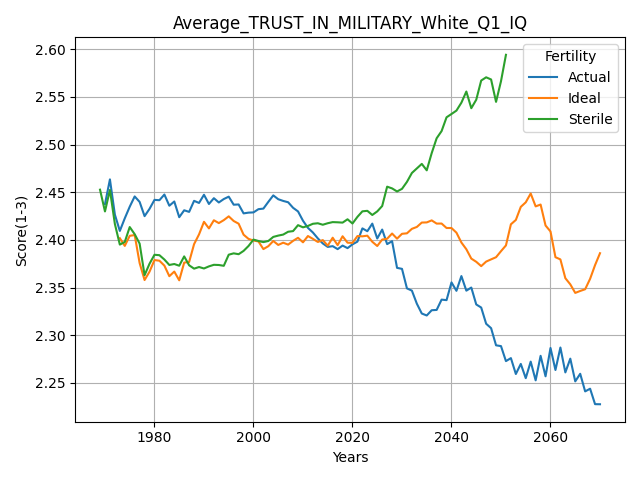 Average_TRUST_IN_MILITARY_White_Q1_IQ
Fertility
Actual
Ideal
Sterile
Score(1-3)
2.60
2.55
2.50
2.45
2.40
2.35
2.30
2.25
1980
2000
2020
2040
2060
Years